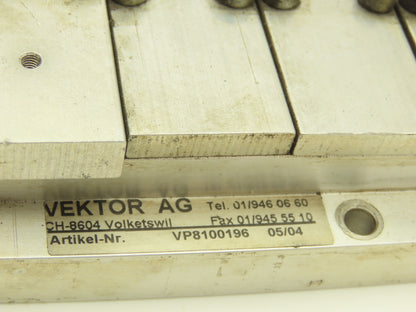 VEKTOR AG Tel. 01/946 06 60
CH-8604 Volketswil Fax 01/945 55 10
Artikel-Nr. VP8100196 05/04